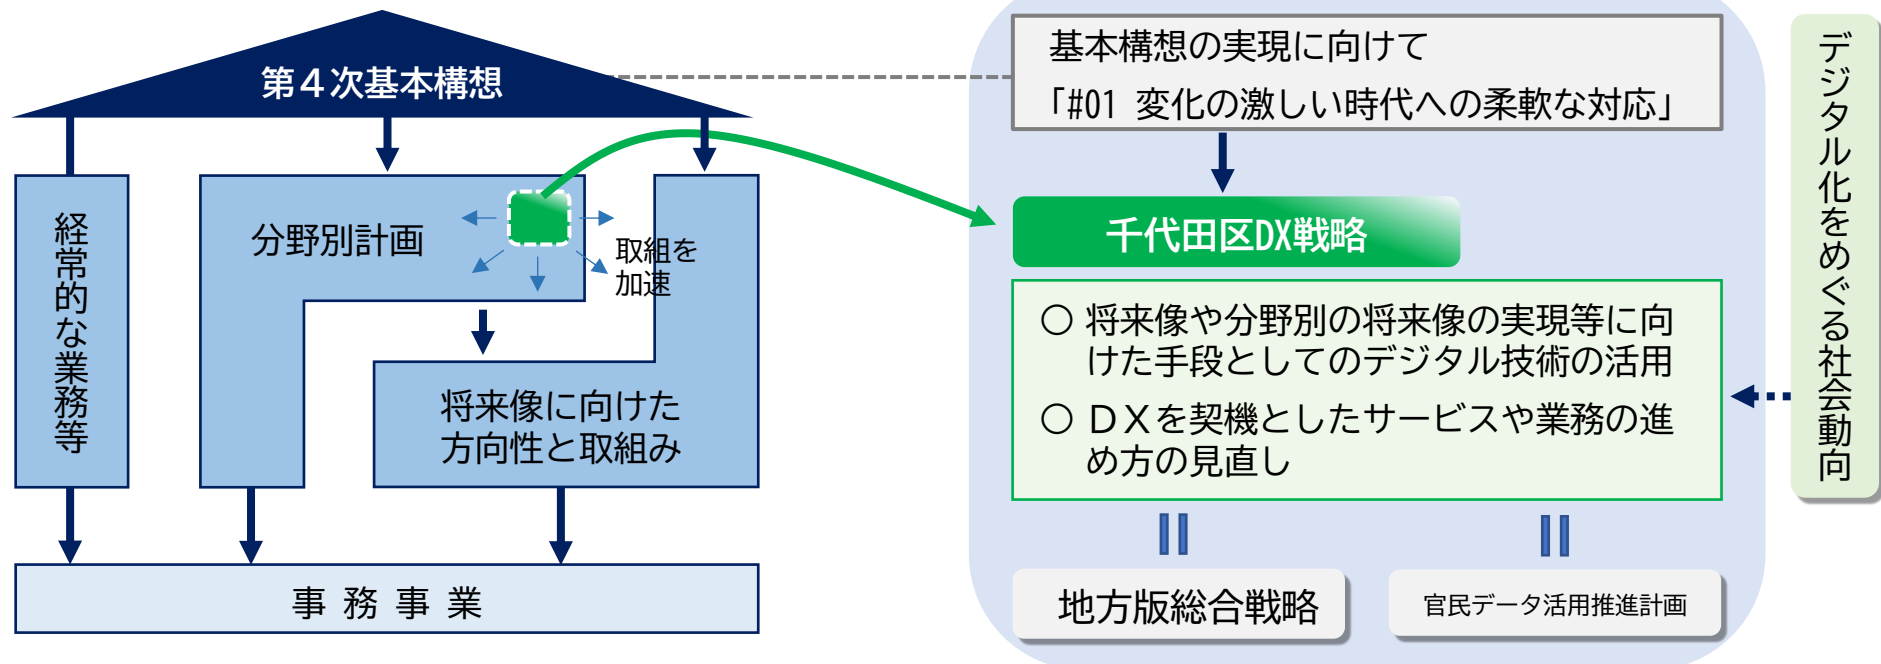 第４次基本構想
経常的な業務等
分野別計画
取組を
加速
将来像に向けた
方向性と取組み
事務事業
基本構想の実現に向けて
「#01 変化の激しい時代への柔軟な対応」
千代田区DX戦略
〇 将来像や分野別の将来像の実現等に向
けた手段としてのデジタル技術の活用
〇 ＤＸを契機としたサービスや業務の進
め方の見直し
地方版総合戦略
官民データ活用推進計画
デジタル化をめぐる社会動向